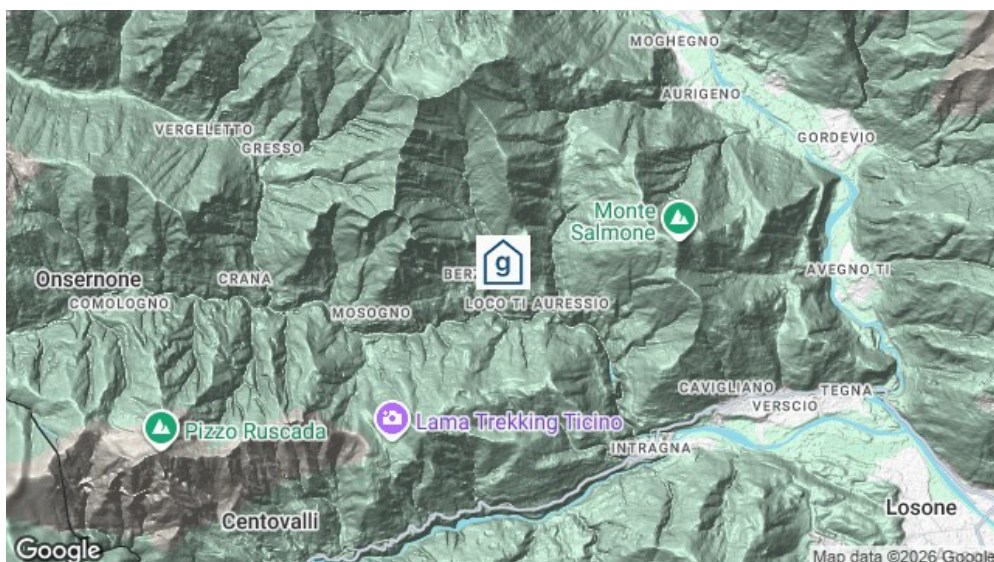 MOGHEGNO
AURIGENO
GORDEVIO
VERGELETTO
GRESSO
Monte
Salmone
g
Onsernone
CRANA
BERZ
AVEGNO TI
COMOLOGNO
MOSOGNO
LOCO TI
AURESSIO
CAVIGLIANO
TEGNA
VERSCIO
Pizzo Ruscada
Lama Trekking Ticino
INTRAGNA
Centovalli
Losone
Google
Map data ©2026 Google